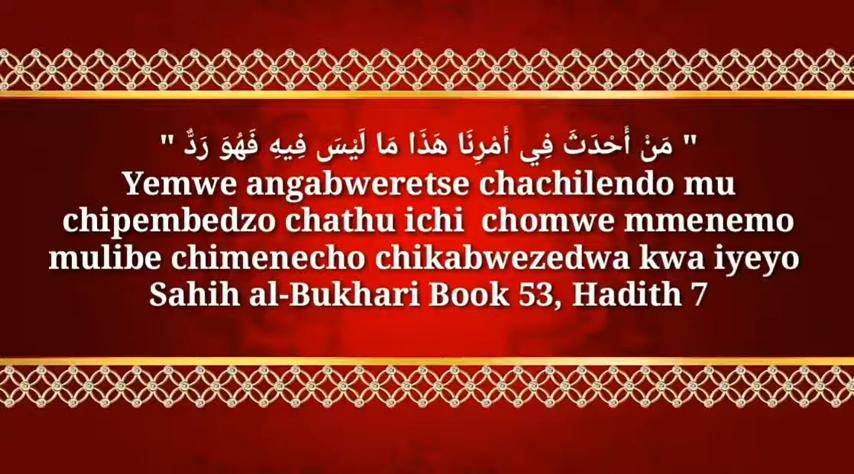 " مَنْ أَحْدَثَ فِي أَمْرِنَا هَذَا مَا لَيْسَ فِيهِ فَهُوَ رَدٌّ "
Yemwe angabweretse chachilendo mu
chipembedzo chathu ichi chomwe mmenemo
mulibe chimenecho chikabwezedwa kwa iyeyo
Sahih al-Bukhari Book 53, Hadith 7